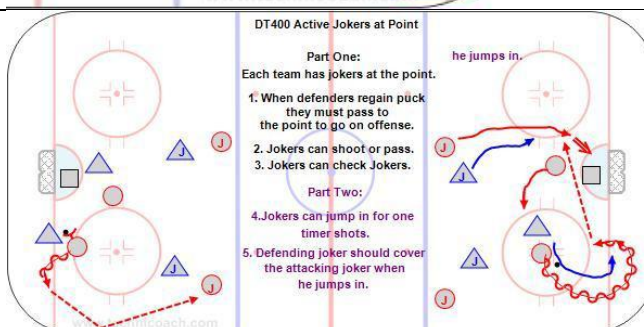 DT400 Active Jokers at Point
Part One:
Each team has jokers at the point.
1. When defenders regain puck
they must pass to
the point to go on offense.
2. Jokers can shoot or pass.
3. Jokers can check Jokers.
Part Two:
4.Jokers can jump in for one
timer shots.
5. Defending joker should cover
the attacking joker when
he jumps in.
he jumps in.
J
J
J
J
J
J
J
J